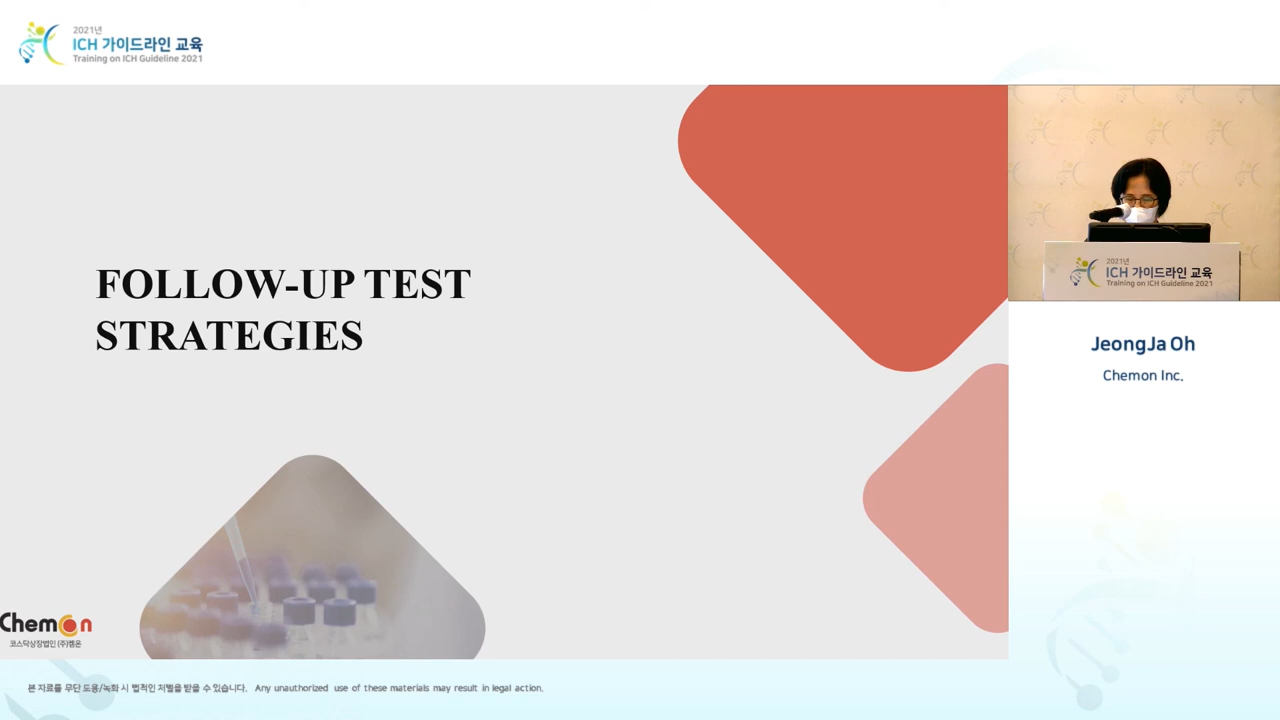 2021년
ICH 가이드라인 교육
Training on ICH Guideline 2021
FOLLOW-UP TEST
STRATEGIES
2021년
ICH 가이드라인 교육
Training on ICH Guideline 2021
JeongJa Oh
Chemon Inc.
Chemon
코스닥상장법인 (주)켐온
본 자료를 무단 도용/녹화 시 법적인 처벌을 받을 수 있습니다. Any unauthorized use of these materials may result in legal action.